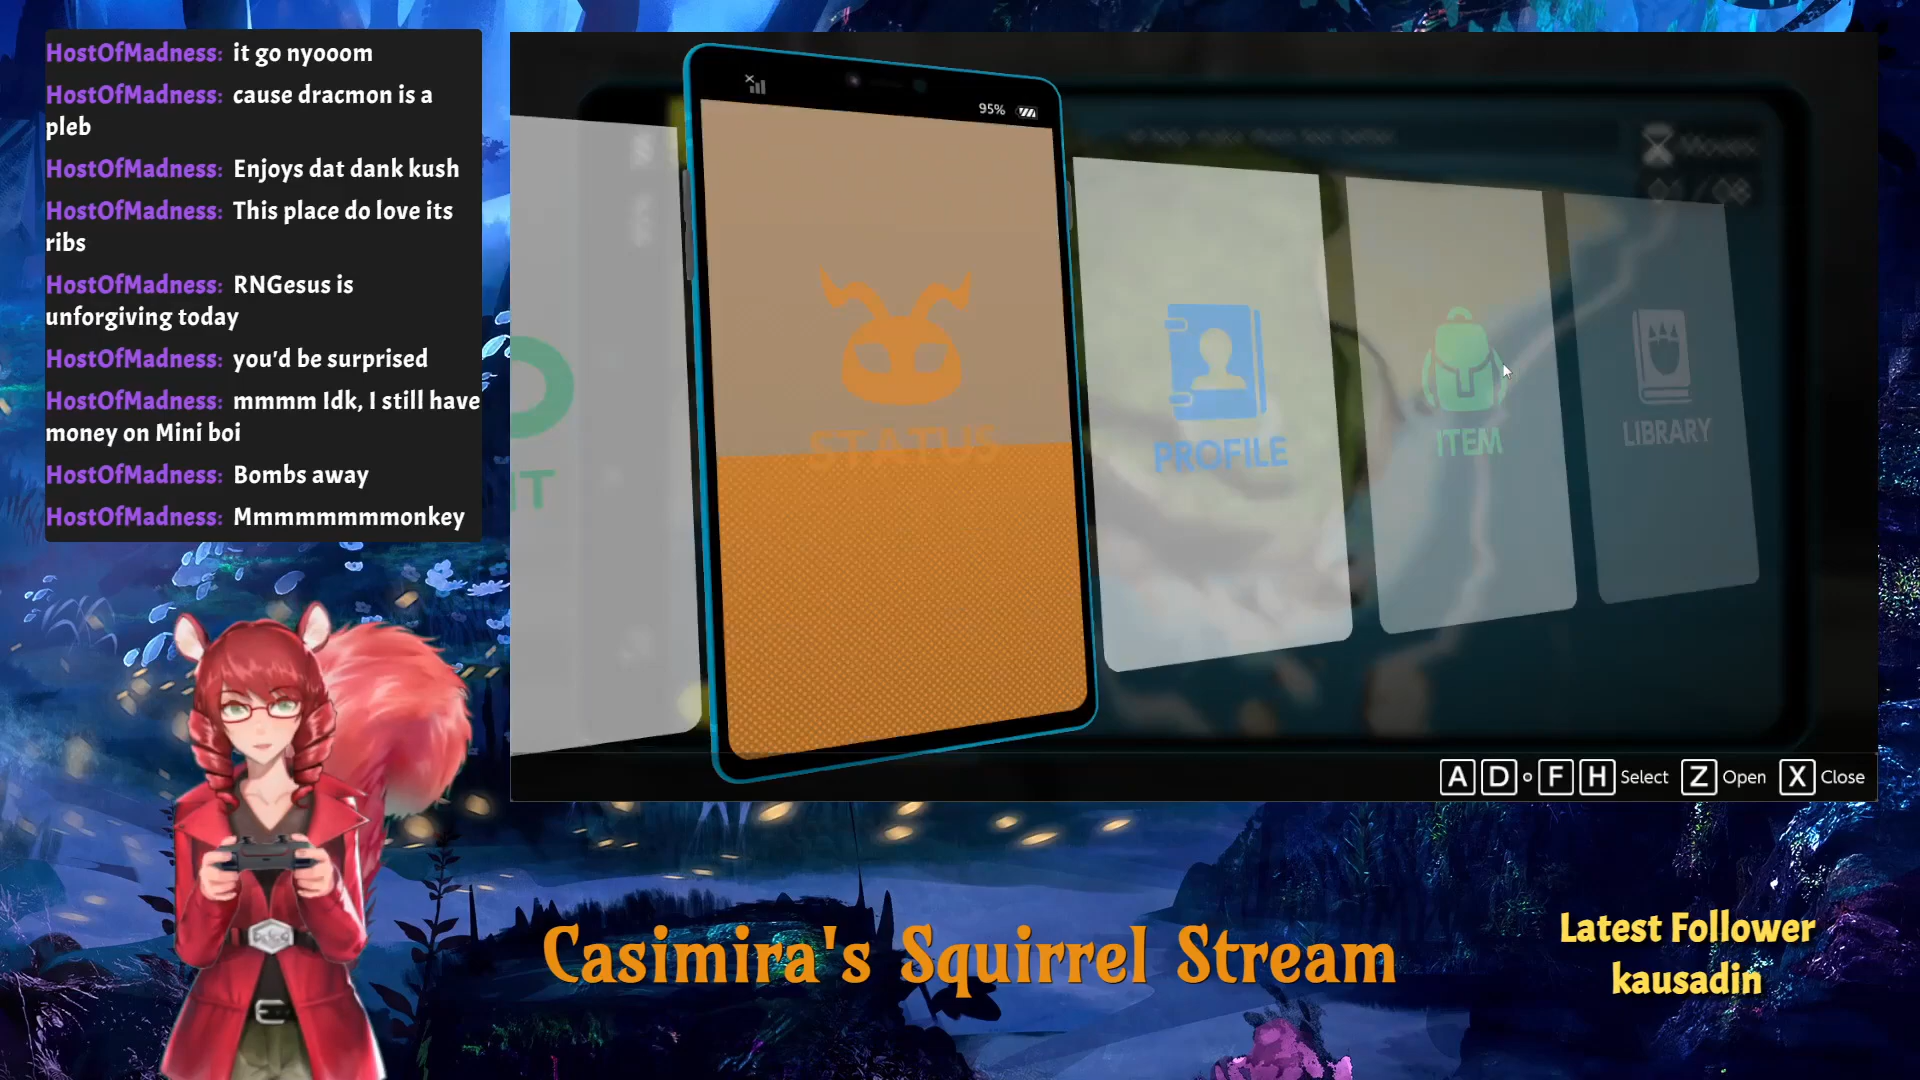 HostOfMadness: it go nyooom
HostOfMadness: cause dracmon is a
pleb
HostOfMadness: Enjoys dat dank kush
HostOfMadness: This place do love its
ribs
HostOfMadness: RNGesus is
unforgiving today
HostOfMadness: you'd be surprised
HostOfMadness: mmmm Idk, I still have
money on Mini boi
HostOfMadness: Bombs away
HostOfMadness: Mmmmmmmmonkey
95%
Moves
STATUS
PROFILE
ITEM
LIBRARY
A D F H Select Z Open X Close
Casimira's Squirrel Stream
Latest Follower
kausadin